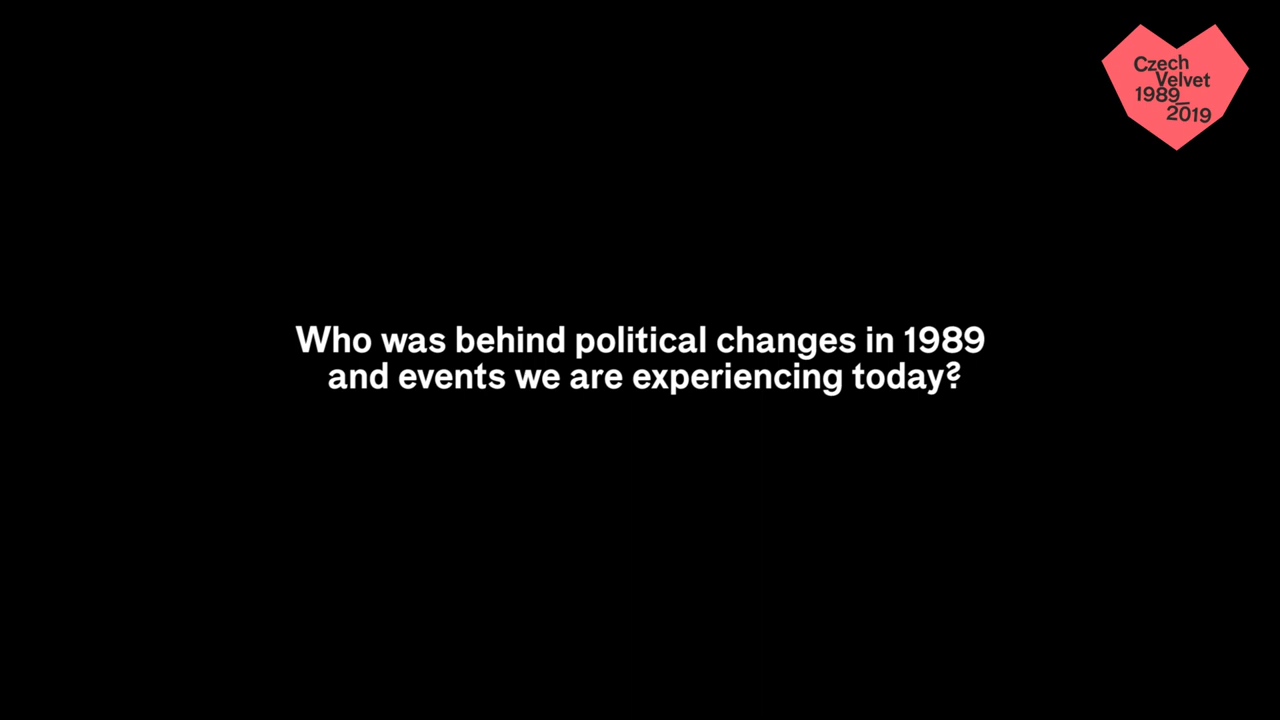 Czech
Velvet
1989_
2019
Who was behind political changes in 1989
and events we are experiencing today?